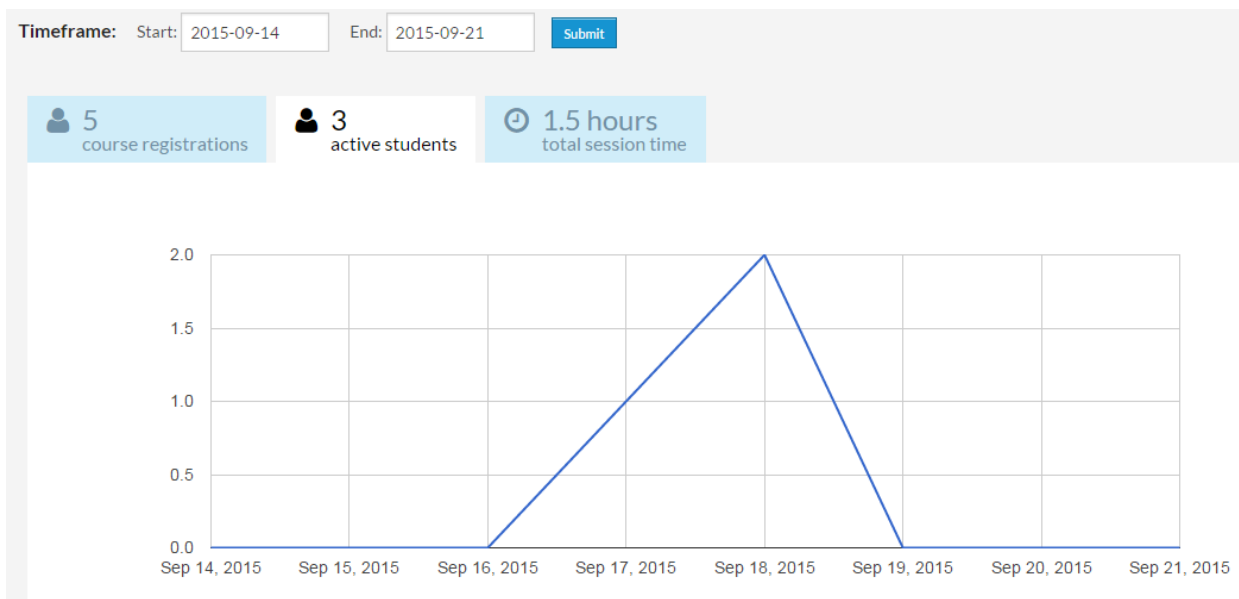 Timeframe: Start: 2015-09-14 End: 2015-09-21 Submit
5 3 1.5 hours
course registrations active students total session time
2.0
1.5
1.0
0.5
0.0
Sep 14, 2015 Sep 15, 2015 Sep 16, 2015 Sep 17, 2015 Sep 18, 2015 Sep 19, 2015 Sep 20, 2015 Sep 21, 2015